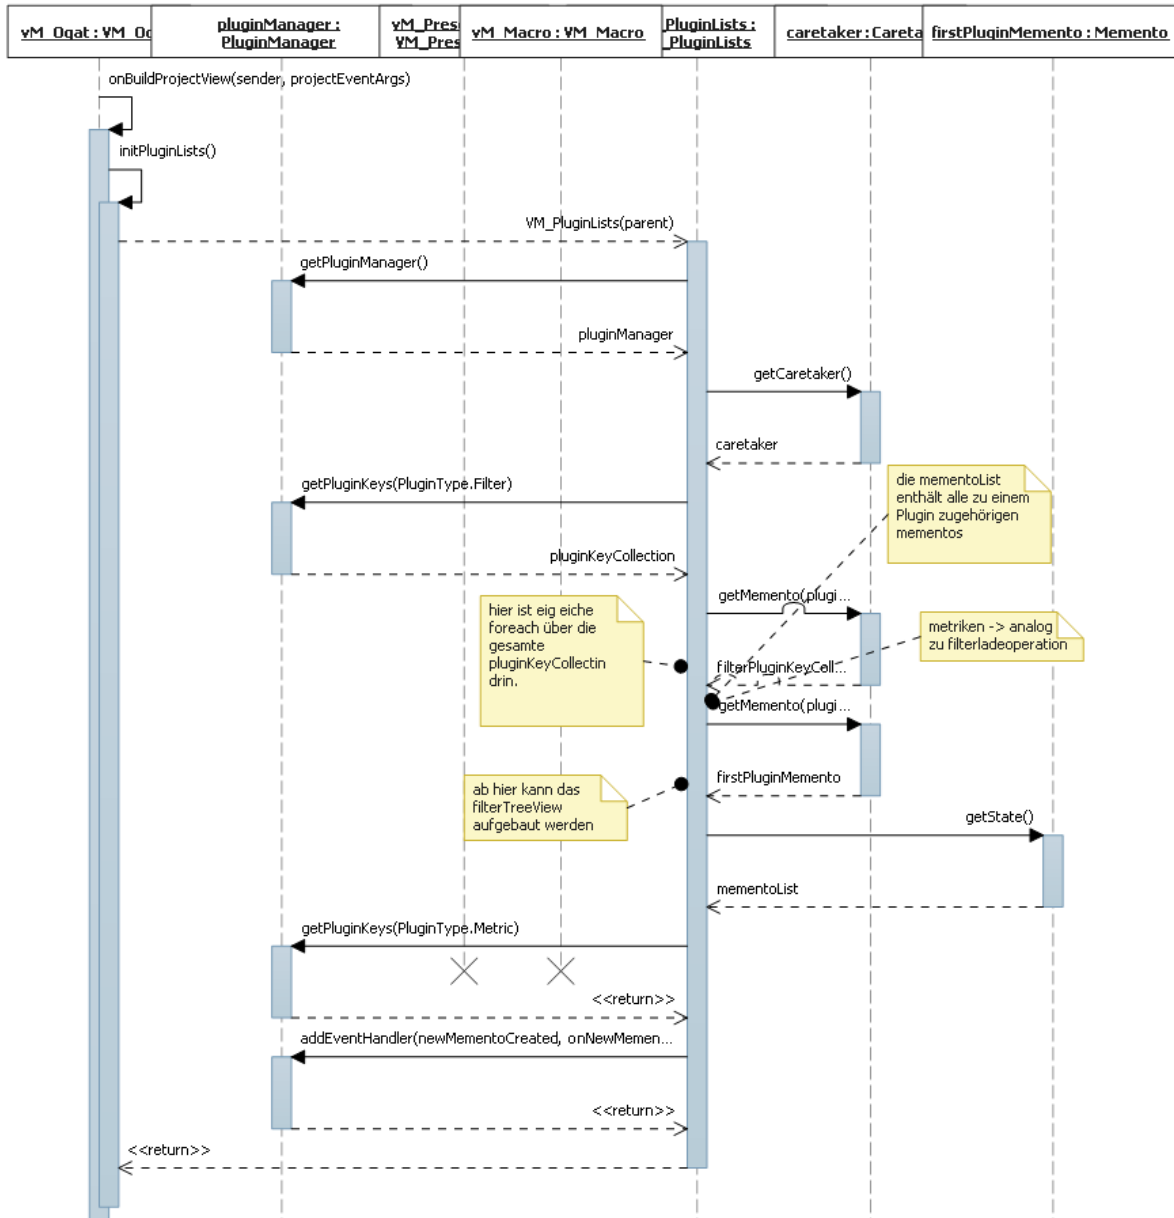 vM_Oqat : VM_Oq
pluginManager :
PluginManager
vM_Pres
VM_Pres
vM_Macro : VM_Macro
_PluginLists :
_PluginLists
caretaker : Careta
firstPluginMemento : Memento
onBuildProjectView(sender, projectEventArgs)
initPluginLists()
VM_PluginLists(parent)
getPluginManager()
pluginManager
getCaretaker()
caretaker
die mementoList
enthält alle zu einem
Plugin zugehörigen
mementos
getPluginKeys(PluginType.Filter)
pluginKeyCollection
getMemento(plugi...
hier ist eig eiche
foreach über die
gesamte
pluginKeyCollectin
drin.
metriken -> analog
zu filterladeoperation
filterPluginKeyColl...
getMemento(plugi...
firstPluginMemento
ab hier kann das
filterTreeView
aufgebaut werden
getState()
mementoList
getPluginKeys(PluginType.Metric)
<<return>>
addEventHandler(newMementoCreated, onNewMemen...
<<return>>
<<return>>